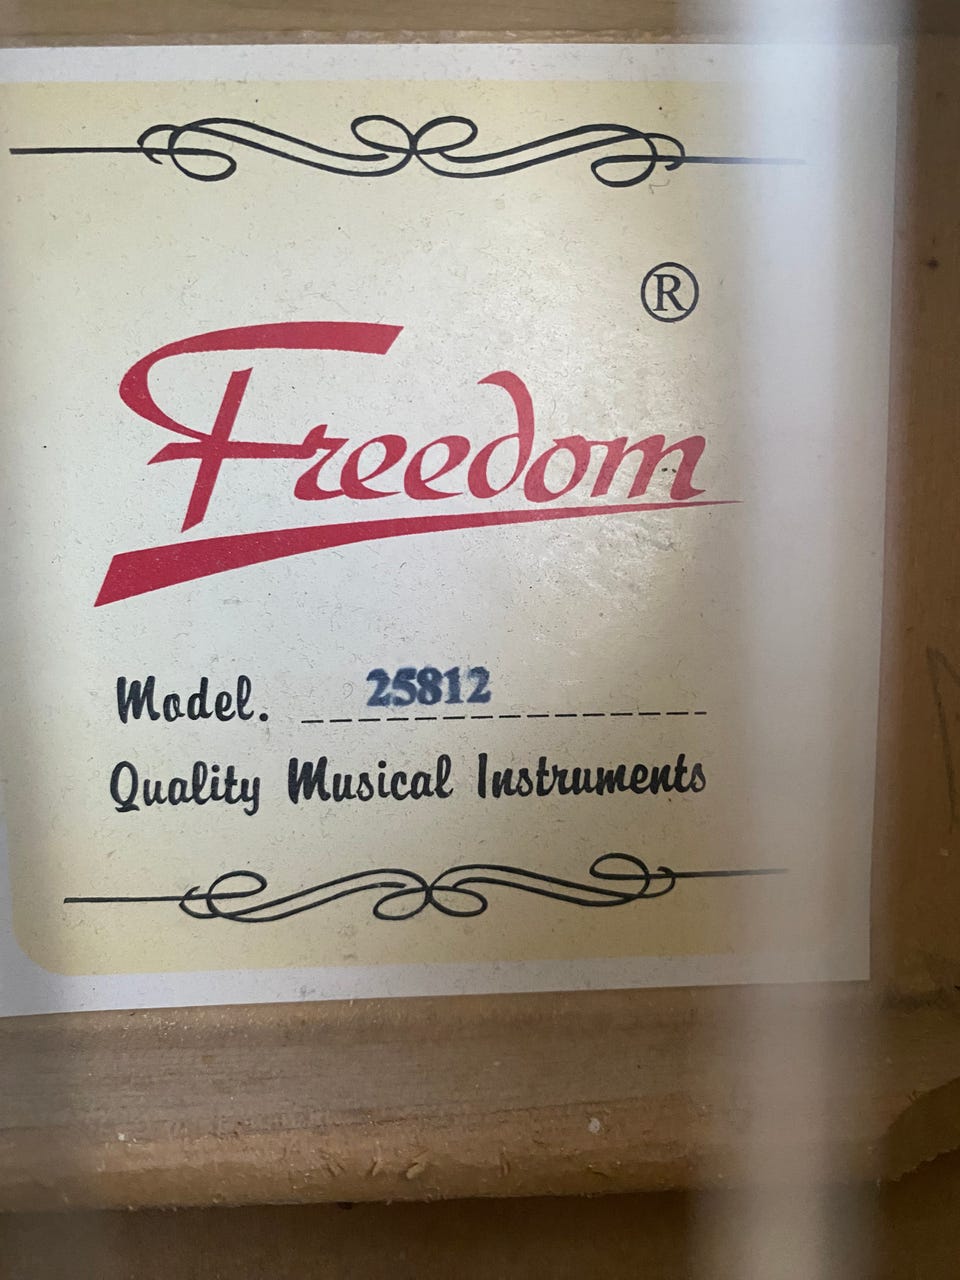 ®
Freedom
Model. 25812
Quality Musical Instruments